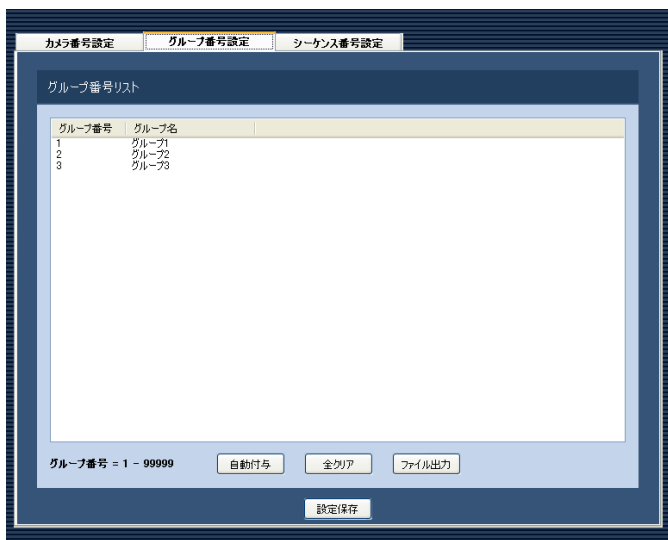 カメラ番号設定 グループ番号設定 シーケンス番号設定
グループ番号リスト
グループ番号 グループ名
1 グループ1
2 グループ2
3 グループ3
グループ番号 = 1 - 99999 自動付与 全クリア ファイル出力
設定保存